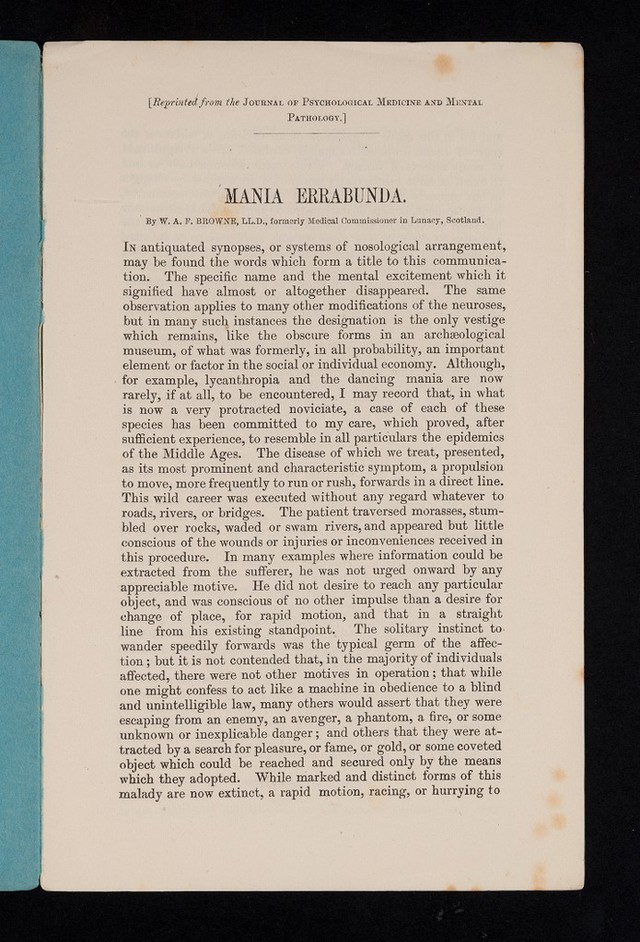 [Reprinted from the Journal of Psychological Medicine and Mental
Pathology.]
MANIA ERRABUNDA.
By W. A. F. BROWNE, LL.D., formerly Medical Commissioner in Lunacy, Scotland.
In antiquated synopses, or systems of nosological arrangement,
may be found the words which form a title to this communica-
tion. The specific name and the mental excitement which it
signified have almost or altogether disappeared. The same
observation applies to many other modifications of the neuroses,
but in many such instances the designation is the only vestige
which remains, like the obscure forms in an archæological
museum, of what was formerly, in all probability, an important
element or factor in the social or individual economy. Although,
for example, lycanthropia and the dancing mania are now
rarely, if at all, to be encountered, I may record that, in what
is now a very protracted noviciate, a case of each of these
species has been committed to my care, which proved, after
sufficient experience, to resemble in all particulars the epidemics
of the Middle Ages. The disease of which we treat, presented,
as its most prominent and characteristic symptom, a propulsion
to move, more frequently to run or rush, forwards in a direct line.
This wild career was executed without any regard whatever to
roads, rivers, or bridges. The patient traversed morasses, stum-
bled over rocks, waded or swam rivers, and appeared but little
conscious of the wounds or injuries or inconveniences received in
this procedure. In many examples where information could be
extracted from the sufferer, he was not urged onward by any
appreciable motive. He did not desire to reach any particular
object, and was conscious of no other impulse than a desire for
change of place, for rapid motion, and that in a straight
line from his existing standpoint. The solitary instinct to
wander speedily forwards was the typical germ of the affec-
tion; but it is not contended that, in the majority of individuals
affected, there were not other motives in operation; that while
one might confess to act like a machine in obedience to a blind
and unintelligible law, many others would assert that they were
escaping from an enemy, an avenger, a phantom, a fire, or some
unknown or inexplicable danger; and others that they were at-
tracted by a search for pleasure, or fame, or gold, or some coveted
object which could be reached and secured only by the means
which they adopted. While marked and distinct forms of this
malady are now extinct, a rapid motion, racing, or hurrying to